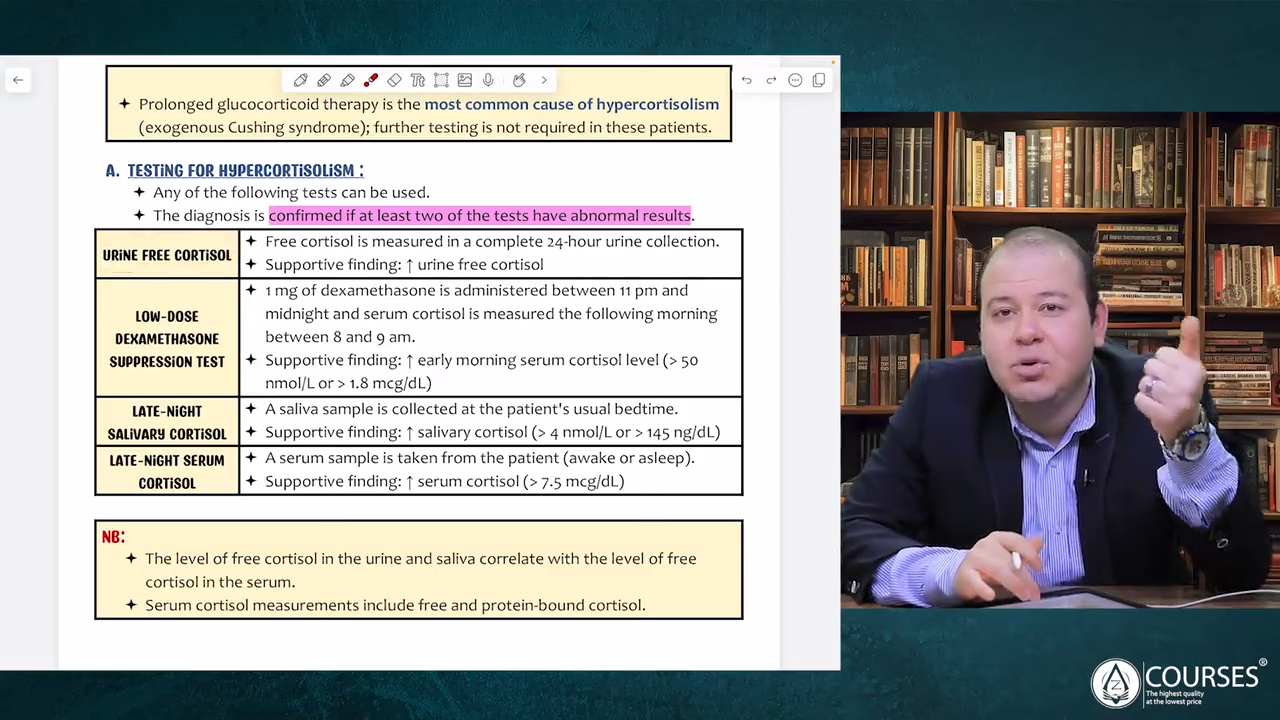 Tt
✦ Prolonged glucocorticoid therapy is the most common cause of hypercortisolism
(exogenous Cushing syndrome); further testing is not required in these patients.
A. TESTING FOR HYPERCORTISOLISM :
✦ Any of the following tests can be used.
✦ The diagnosis is confirmed if at least two of the tests have abnormal results.
URINE FREE CORTISOL
✦ Free cortisol is measured in a complete 24-hour urine collection.
✦ Supportive finding: ↑ urine free cortisol
LOW-DOSE
DEXAMETHASONE
SUPPRESSION TEST
✦ 1 mg of dexamethasone is administered between 11 pm and
midnight and serum cortisol is measured the following morning
between 8 and 9 am.
✦ Supportive finding: ↑ early morning serum cortisol level (> 50
nmol/L or > 1.8 mcg/dL)
LATE-NIGHT
SALIVARY CORTISOL
✦ A saliva sample is collected at the patient's usual bedtime.
✦ Supportive finding: ↑ salivary cortisol (> 4 nmol/L or > 145 ng/dL)
LATE-NIGHT SERUM
CORTISOL
✦ A serum sample is taken from the patient (awake or asleep).
✦ Supportive finding: ↑ serum cortisol (> 7.5 mcg/dL)
NB:
✦ The level of free cortisol in the urine and saliva correlate with the level of free
cortisol in the serum.
✦ Serum cortisol measurements include free and protein-bound cortisol.
Z
COURSES®
The highest quality
at the lowest price